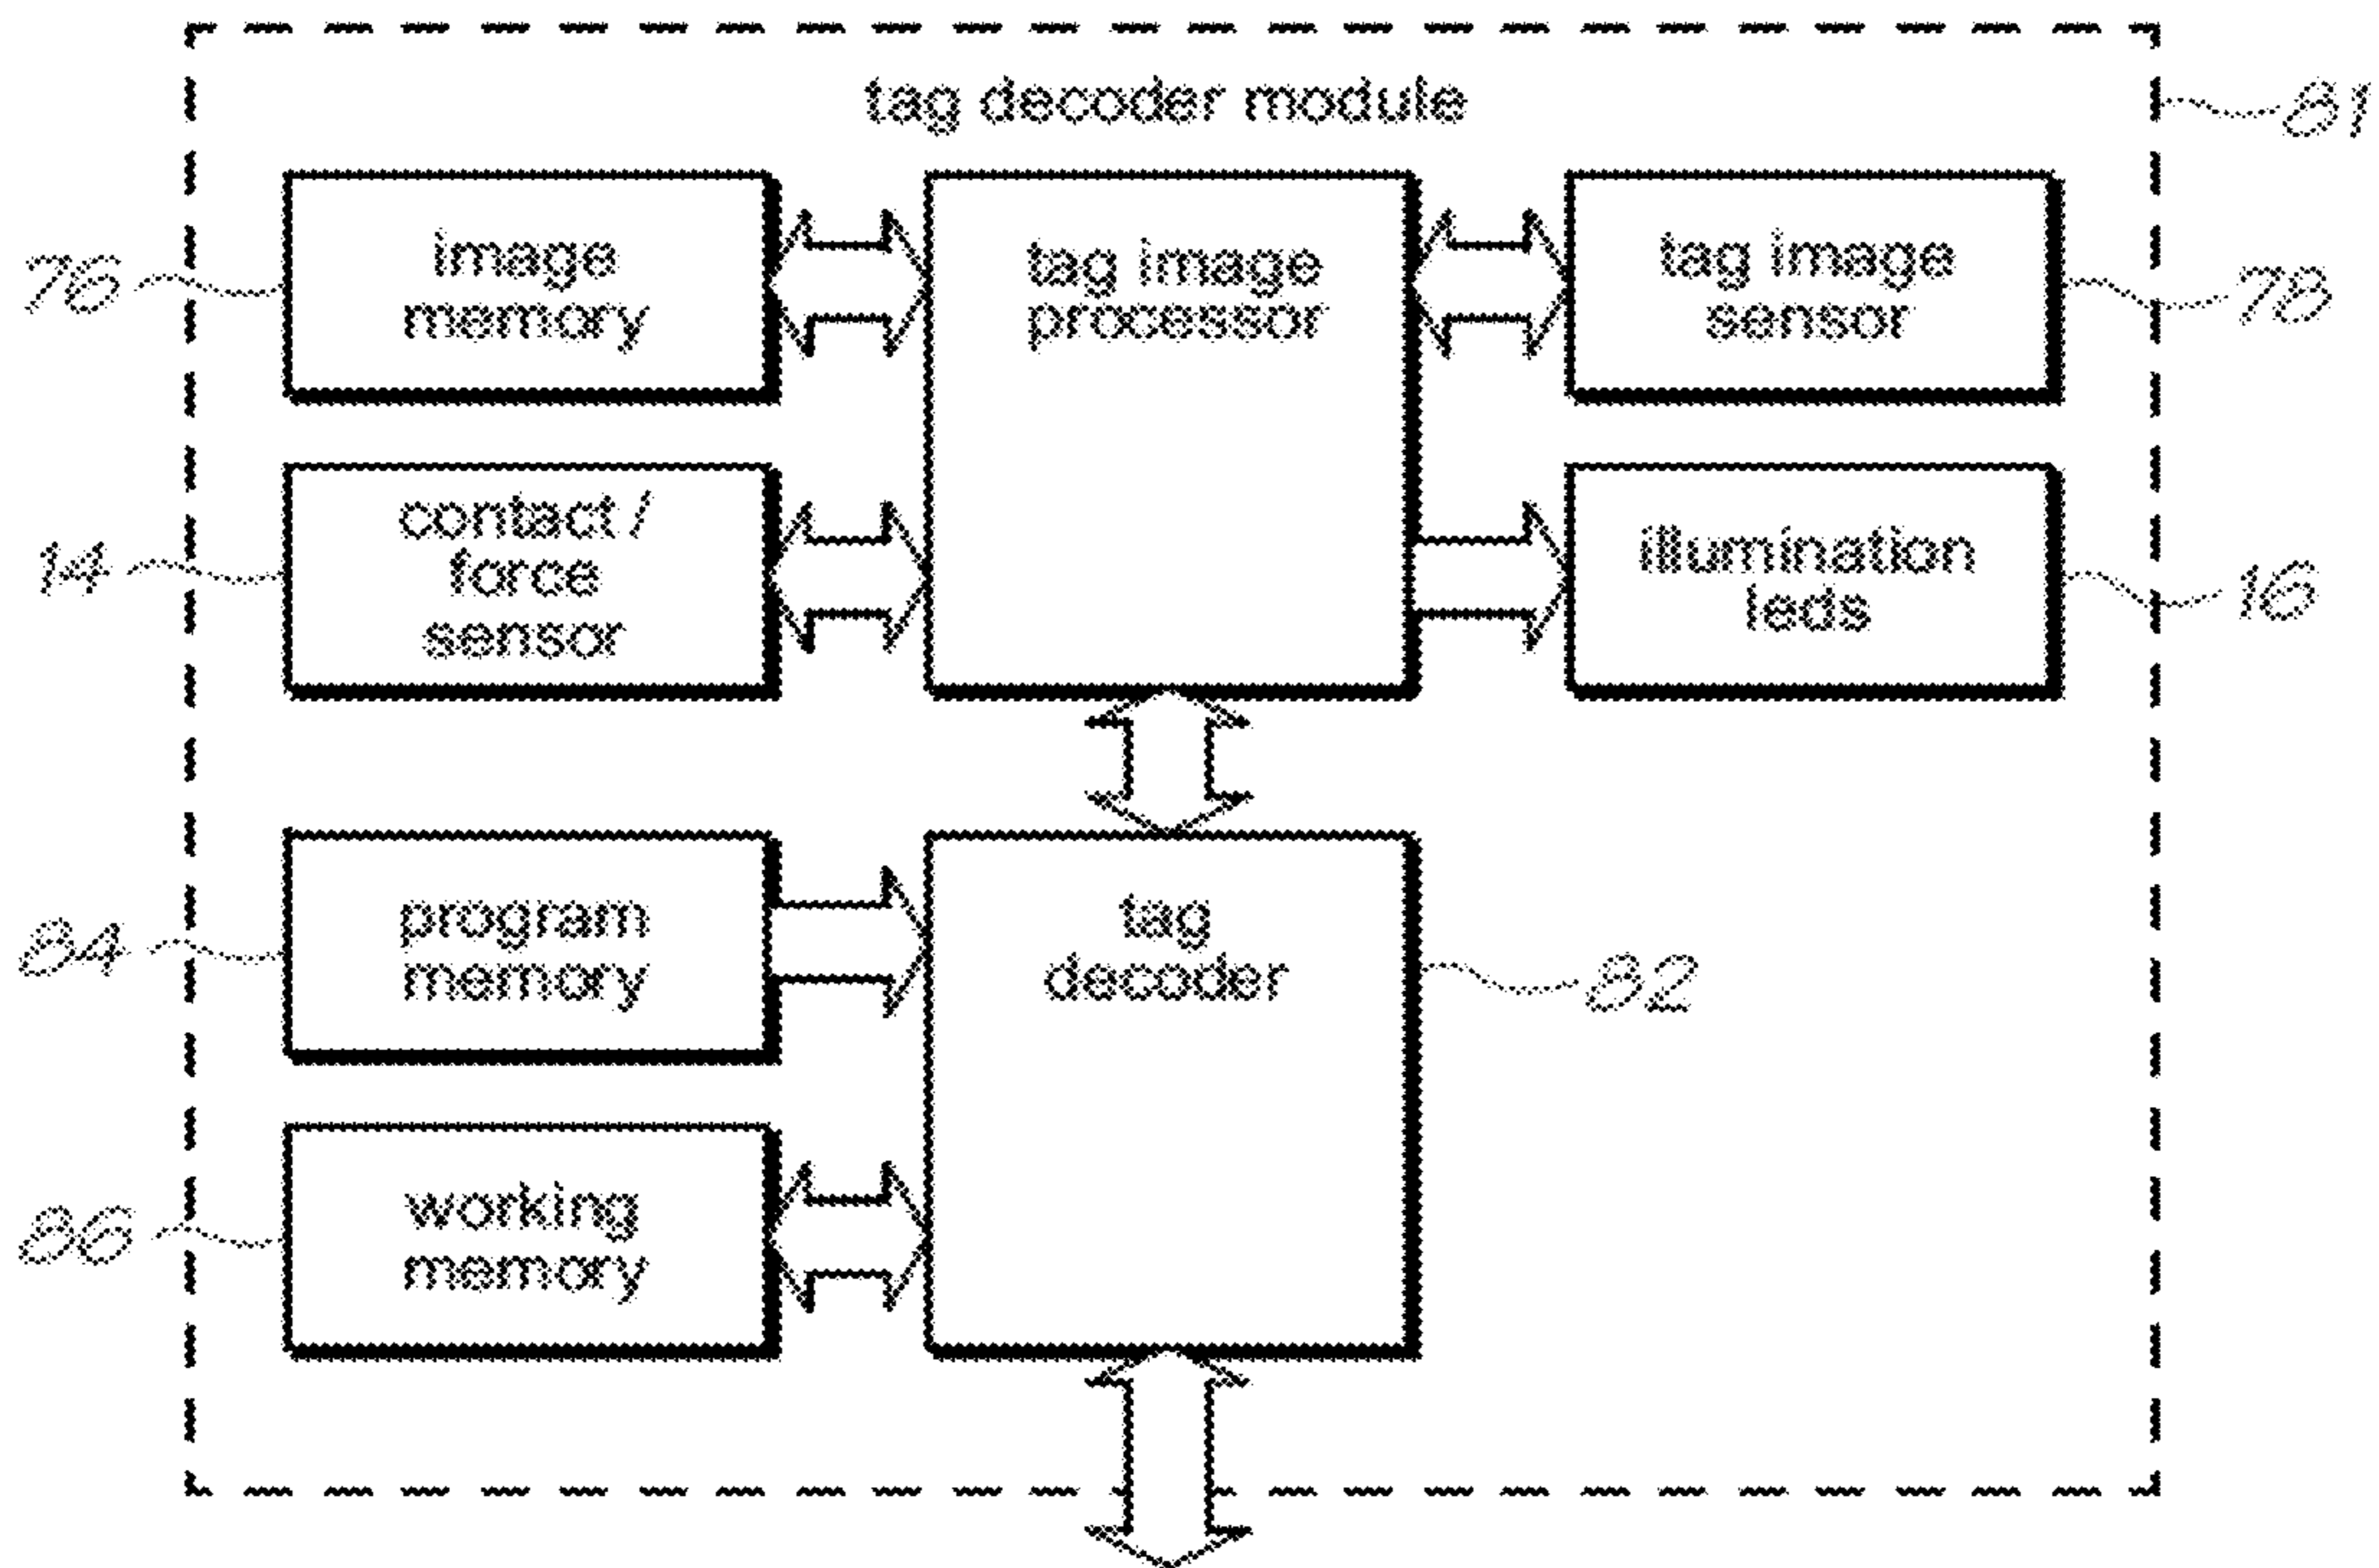 tag decoder module
81
76
image
memory
tag image
processor
tag image
sensor
78
14
contact /
force
sensor
illumination
leds
16
84
program
memory
tag
decoder
82
86
working
memory